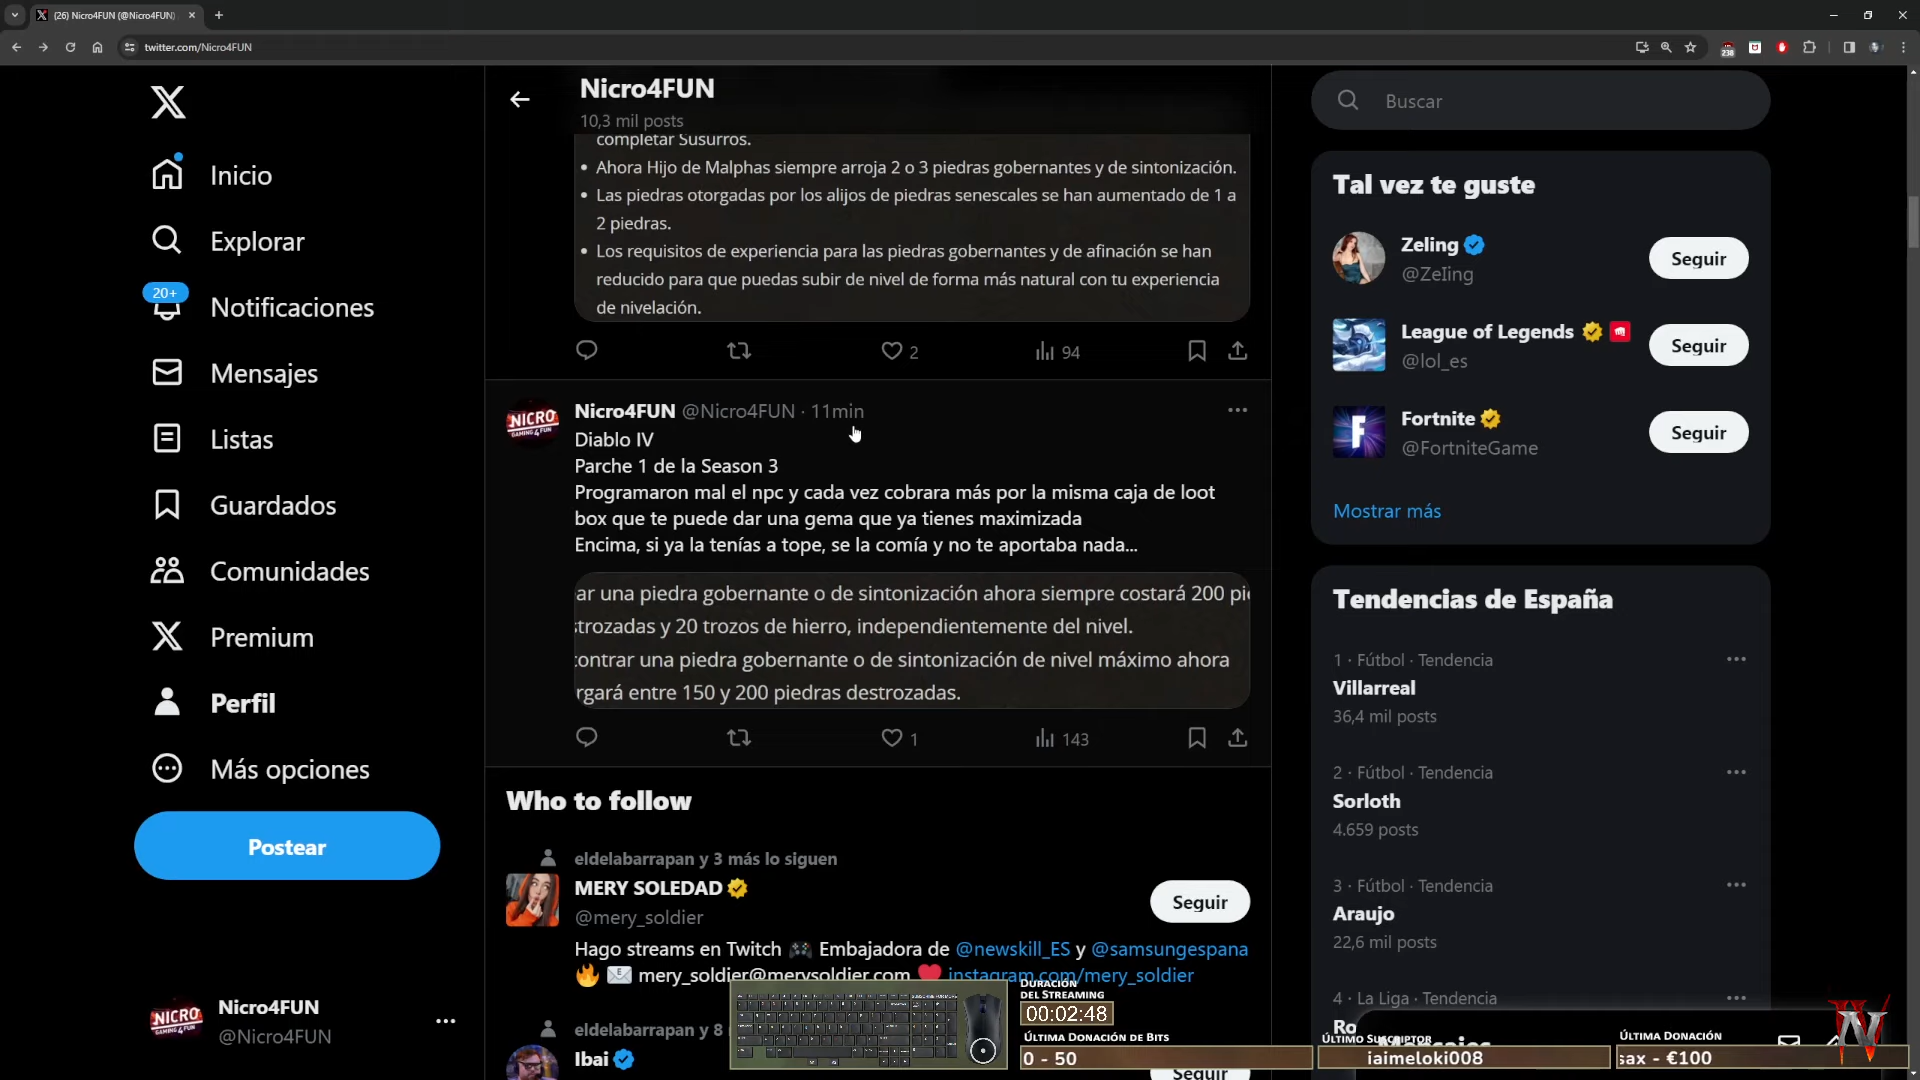 (26) Nicro4FUN (@Nicro4FUN)
twitter.com/Nicro4FUN
238
Inicio
Explorar
20+
Notificaciones
Mensajes
Listas
Guardados
Comunidades
Premium
Perfil
Más opciones
Postear
Nicro4FUN
@Nicro4FUN
Nicro4FUN
10,3 mil posts
completar Susurros.
• Ahora Hijo de Malphas siempre arroja 2 o 3 piedras gobernantes y de sintonización.
• Las piedras otorgadas por los alijos de piedras senescales se han aumentado de 1 a
2 piedras.
• Los requisitos de experiencia para las piedras gobernantes y de afinación se han
reducido para que puedas subir de nivel de forma más natural con tu experiencia
de nivelación.
2
94
NICRO
GAMING 4 FUN
Nicro4FUN @Nicro4FUN · 11min
Diablo IV
Parche 1 de la Season 3
Programaron mal el npc y cada vez cobrara más por la misma caja de loot
box que te puede dar una gema que ya tienes maximizada
Encima, si ya la tenías a tope, se la comía y no te aportaba nada...
ar una piedra gobernante o de sintonización ahora siempre costará 200 pie
strozadas y 20 trozos de hierro, independientemente del nivel.
contrar una piedra gobernante o de sintonización de nivel máximo ahora
rgará entre 150 y 200 piedras destrozadas.
1
143
Who to follow
eldelabarrapan y 3 más lo siguen
MERY SOLEDAD
@mery_soldier
Seguir
Hago streams en Twitch 🎮 Embajadora de @newskill_ES y @samsungespana
🔥 📧 mery_soldier@merysoldier.com ❤️ instagram.com/mery_soldier
eldelabarrapan y 8
Ibai
Seguir
Buscar
Tal vez te guste
Zeling
@ZeIing
Seguir
League of Legends
@lol_es
Seguir
Fortnite
@FortniteGame
Seguir
Mostrar más
Tendencias de España
1 · Fútbol · Tendencia
Villarreal
36,4 mil posts
2 · Fútbol · Tendencia
Sorloth
4.659 posts
3 · Fútbol · Tendencia
Araujo
22,6 mil posts
4 · La Liga · Tendencia
Ro
Mensajes
DURACIÓN
DEL STREAMING
00:02:48
ÚLTIMA DONACIÓN DE BITS
0 - 50
ÚLTIMO SUSCRIPTOR
iaimeloki008
ÚLTIMA DONACIÓN
sax - €100